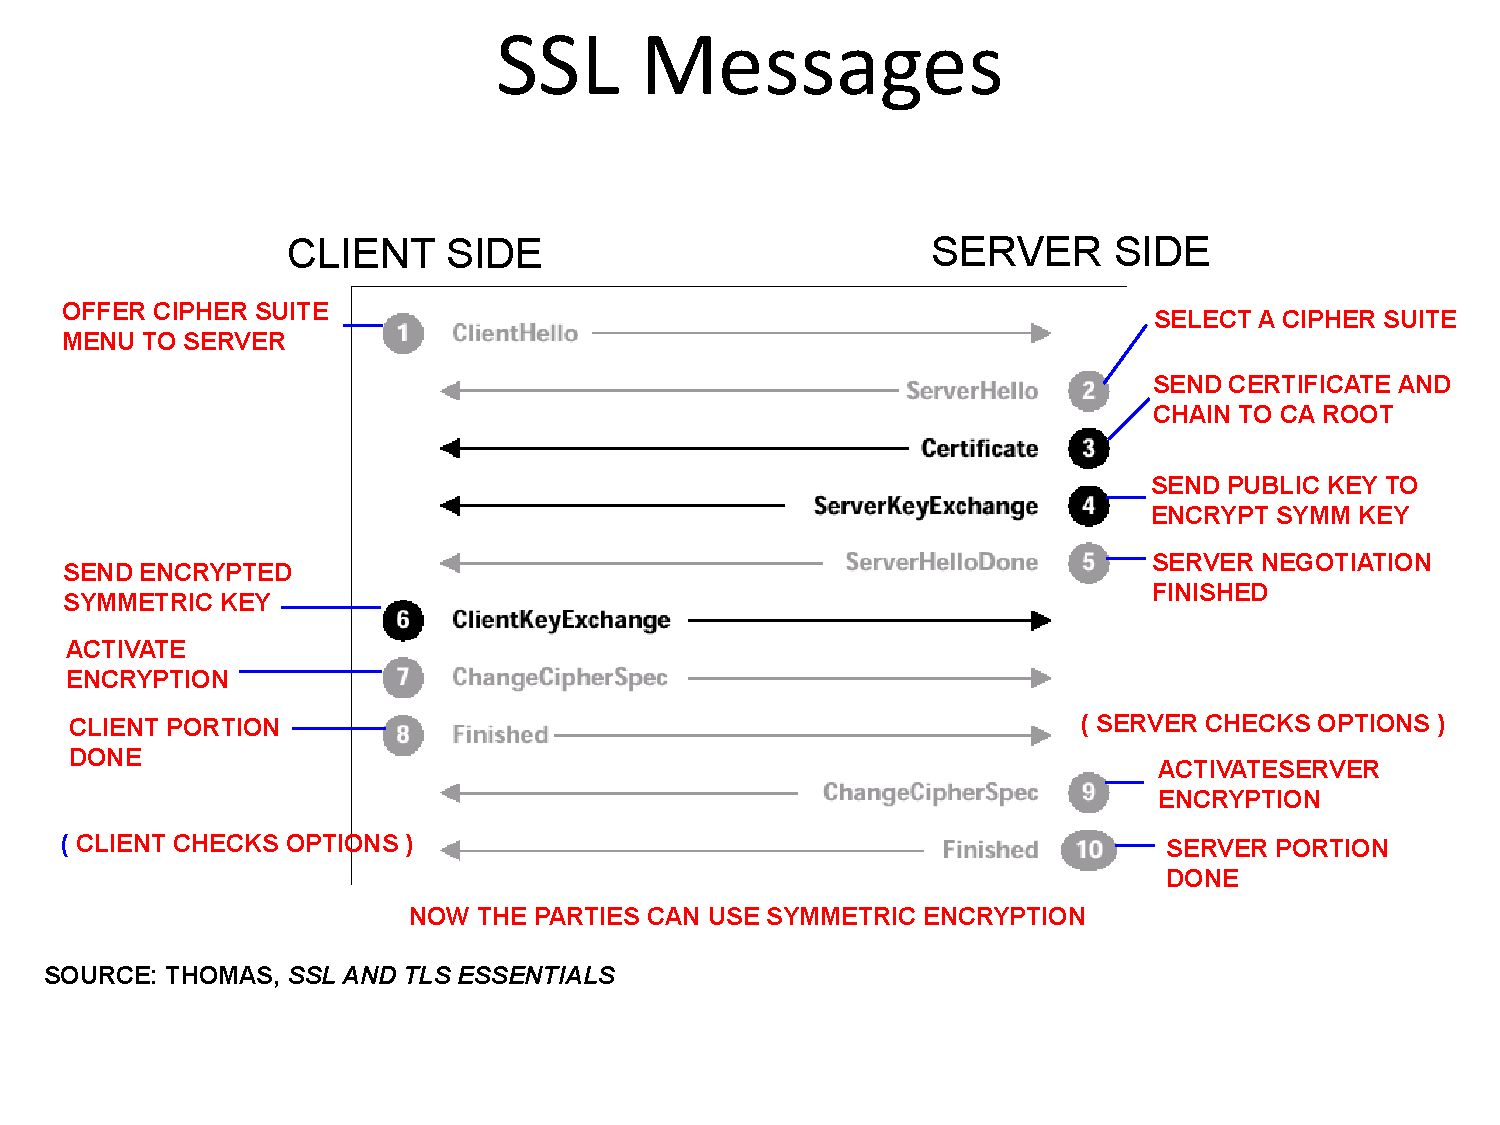 SSL Messages
CLIENT SIDE
SERVER SIDE
OFFER CIPHER SUITE
MENU TO SERVER
1 ClientHello
SELECT A CIPHER SUITE
ServerHello 2
SEND CERTIFICATE AND
CHAIN TO CA ROOT
Certificate 3
SEND PUBLIC KEY TO
ENCRYPT SYMM KEY
ServerKeyExchange 4
ServerHelloDone 5
SERVER NEGOTIATION
FINISHED
SEND ENCRYPTED
SYMMETRIC KEY
6 ClientKeyExchange
ACTIVATE
ENCRYPTION
7 ChangeCipherSpec
CLIENT PORTION
DONE
8 Finished
( SERVER CHECKS OPTIONS )
ChangeCipherSpec 9
ACTIVATESERVER
ENCRYPTION
( CLIENT CHECKS OPTIONS )
Finished 10
SERVER PORTION
DONE
NOW THE PARTIES CAN USE SYMMETRIC ENCRYPTION
SOURCE: THOMAS, SSL AND TLS ESSENTIALS